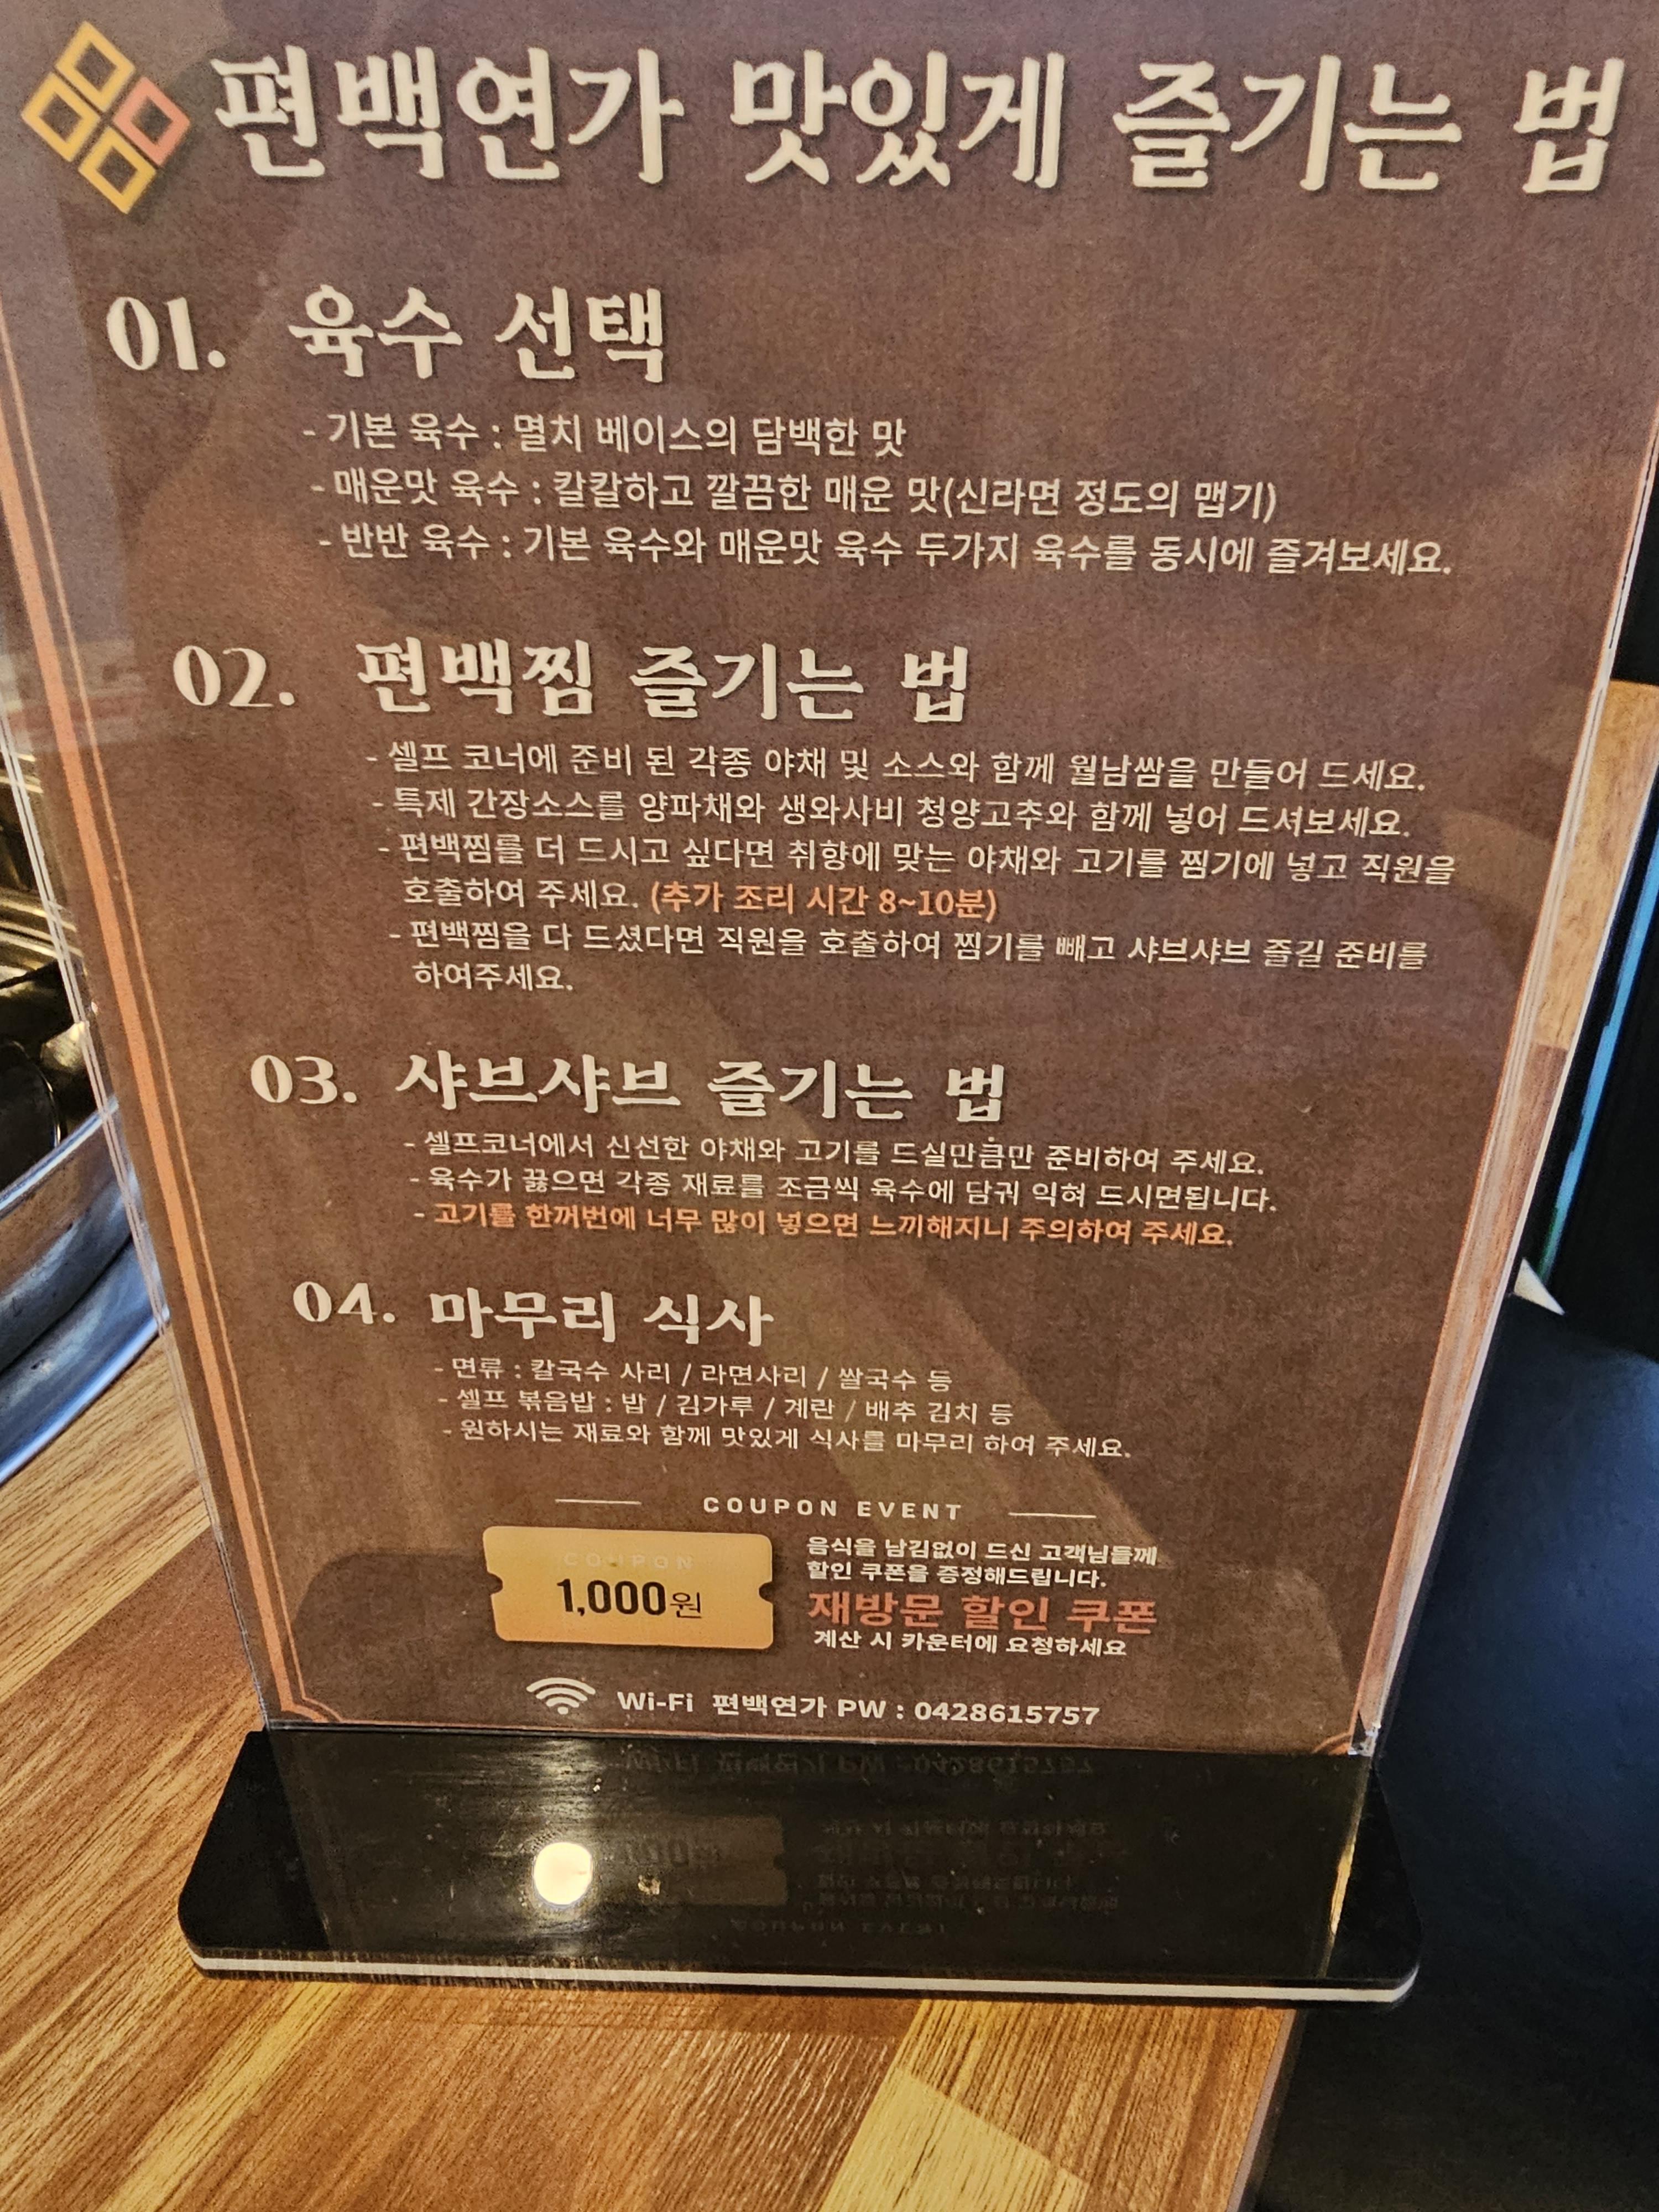 편백연가 맛있게 즐기는 법
01. 육수 선택
- 기본 육수 : 멸치 베이스의 담백한 맛
- 매운맛 육수 : 칼칼하고 깔끔한 매운 맛(신라면 정도의 맵기)
- 반반 육수 : 기본 육수와 매운맛 육수 두가지 육수를 동시에 즐겨보세요.
02. 편백찜 즐기는 법
- 셀프 코너에 준비 된 각종 야채 및 소스와 함께 월남쌈을 만들어 드세요.
- 특제 간장소스를 양파채와 생와사비 청양고추와 함께 넣어 드셔보세요.
- 편백찜를 더 드시고 싶다면 취향에 맞는 야채와 고기를 찜기에 넣고 직원을
호출하여 주세요. (추가 조리 시간 8~10분)
- 편백찜을 다 드셨다면 직원을 호출하여 찜기를 빼고 샤브샤브 즐길 준비를
하여주세요.
03. 샤브샤브 즐기는 법
- 셀프코너에서 신선한 야채와 고기를 드실만큼만 준비하여 주세요.
- 육수가 끓으면 각종 재료를 조금씩 육수에 담궈 익혀 드시면됩니다.
- 고기를 한꺼번에 너무 많이 넣으면 느끼해지니 주의하여 주세요.
04. 마무리 식사
- 면류 : 칼국수 사리 / 라면사리 / 쌀국수 등
- 셀프 볶음밥 : 밥 / 김가루 / 계란 / 배추 김치 등
- 원하시는 재료와 함께 맛있게 식사를 마무리 하여 주세요.
COUPON EVENT
COUPON
1,000원
음식을 남김없이 드신 고객님들께
할인 쿠폰을 증정해드립니다.
재방문 할인 쿠폰
계산 시 카운터에 요청하세요
Wi-Fi 편백연가 PW : 0428615757